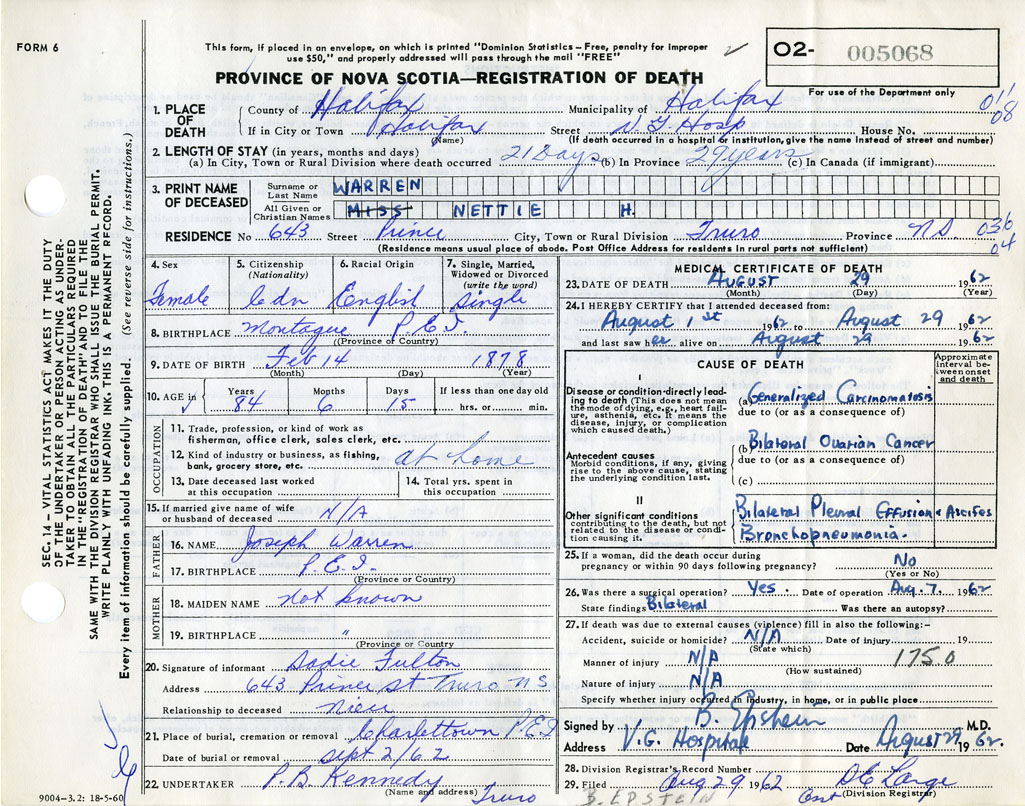 FORM 6
This form, if placed in an envelope, on which is printed "Dominion Statistics – Free, penalty for improper
use $50," and properly addressed will pass through the mail "FREE"
02- 005068
For use of the Department only
PROVINCE OF NOVA SCOTIA—REGISTRATION OF DEATH
011
08
1. PLACE OF DEATH
County of Halifax Municipality of Halifax
If in City or Town Halifax Street V. G. Hosp House No.
(Name) (If death occurred in a hospital or institution, give the name instead of street and number)
2. LENGTH OF STAY (in years, months and days)
(a) In City, Town or Rural Division where death occurred 21 Days (b) In Province 29 years (c) In Canada (if immigrant)
3. PRINT NAME OF DECEASED
Surname or Last Name WARREN
All Given or Christian Names MISS NETTIE H.
RESIDENCE No 643 Street Prince City, Town or Rural Division Truro Province NS 036
04
(Residence means usual place of abode. Post Office Address for residents in rural parts not sufficient)
SEC. 14 – VITAL STATISTICS ACT MAKES IT THE DUTY
OF THE UNDERTAKER OR PERSON ACTING AS UNDER-
TAKER TO OBTAIN ALL THE PARTICULARS REQUIRED
IN THE "REGISTRATION OF DEATH" AND TO FILE THE
SAME WITH THE DIVISION REGISTRAR WHO SHALL ISSUE THE BURIAL PERMIT.
WRITE PLAINLY WITH UNFADING INK. THIS IS A PERMANENT RECORD.
Every item of information should be carefully supplied. (See reverse side for instructions.)
4. Sex
Female
5. Citizenship
(Nationality)
Cdn
6. Racial Origin
English
7. Single, Married,
Widowed or Divorced
(write the word)
Single
8. BIRTHPLACE Montague P.E.I.
(Province or Country)
9. DATE OF BIRTH Feb 14 1878
(Month) (Day) (Year)
10. AGE in
Years Months Days If less than one day old
84 6 15 hrs. or min.
OCCUPATION
11. Trade, profession, or kind of work as
fisherman, office clerk, sales clerk, etc.
12. Kind of industry or business, as fishing,
bank, grocery store, etc. at home
13. Date deceased last worked
at this occupation
14. Total yrs. spent in
this occupation
15. If married give name of wife
or husband of deceased N/A
FATHER
16. NAME Joseph Warren
17. BIRTHPLACE P.E.I.
(Province or Country)
MOTHER
18. MAIDEN NAME not known
19. BIRTHPLACE "
(Province or Country)
20. Signature of informant Sadie Fulton
Address 643 Prince St Truro NS
Relationship to deceased Niece
21. Place of burial, cremation or removal Charlottown PEI
Date of burial or removal Sept 2/62
22. UNDERTAKER P.B. Kennedy
(Name and address) Truro
9004–3.2: 18-5-60
MEDICAL CERTIFICATE OF DEATH
23. DATE OF DEATH AUGUST 29 1962
(Month) (Day) (Year)
24. I HEREBY CERTIFY that I attended deceased from:
August 1st 1962 to August 29 1962
and last saw her alive on August 29 1962
CAUSE OF DEATH
Approximate
interval be-
tween onset
and death
I
Disease or condition directly lead-
ing to death (This does not mean
the mode of dying, e.g., heart fail-
ure, asthenia, etc. It means the
disease, injury, or complication
which caused death.)
(a) Generalized Carcinomatosis
due to (or as a consequence of)
(b) Bilateral Ovarian Cancer
due to (or as a consequence of)
(c)
Antecedent causes
Morbid conditions, if any, giving
rise to the above cause, stating
the underlying condition last.
II
Other significant conditions
contributing to the death, but not
related to the disease or condi-
tion causing it.
Bilateral Pleural Effusion & Ascites
Bronchopneumonia.
25. If a woman, did the death occur during
pregnancy or within 90 days following pregnancy? No
(Yes or No)
26. Was there a surgical operation? Yes. Date of operation Aug. 7. 1962
State findings Bilateral Was there an autopsy?
27. If death was due to external causes (violence) fill in also the following:–
Accident, suicide or homicide? N/A Date of injury 19
(State which)
Manner of injury N/A 1750
(How sustained)
Nature of injury N/A
Specify whether injury occurred in industry, in home, or in public place
Signed by B. Epstein M.D.
Address V.G. Hospital Date August 29 1962.
28. Division Registrar's Record Number
29. Filed Aug 29 1962
(Division Registrar)
B. EPSTEIN